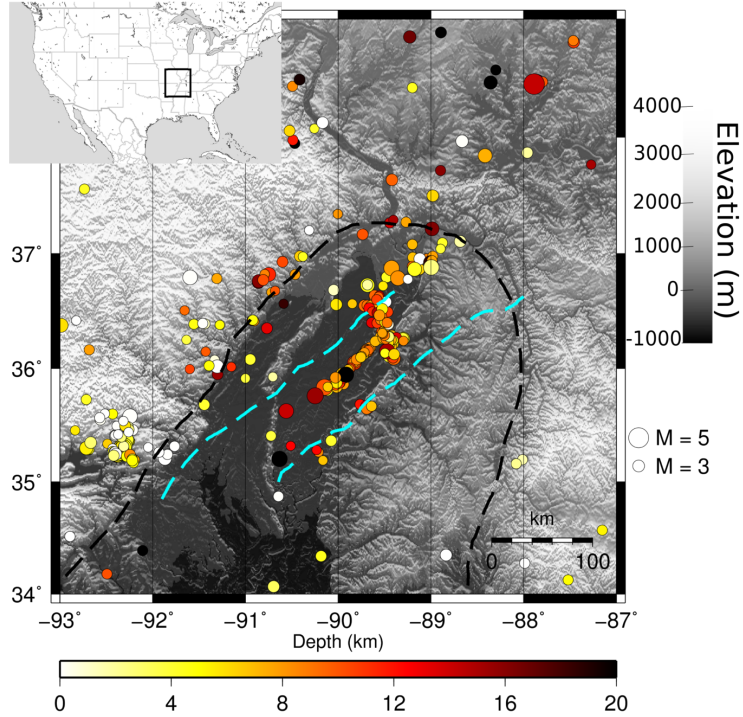 4000
3000
2000
1000
0
-1000
Elevation (m)
37°
36°
35°
34°
M = 5
M = 3
km
0 100
−93° −92° −91° −90° −89° −88° −87°
Depth (km)
0 4 8 12 16 20